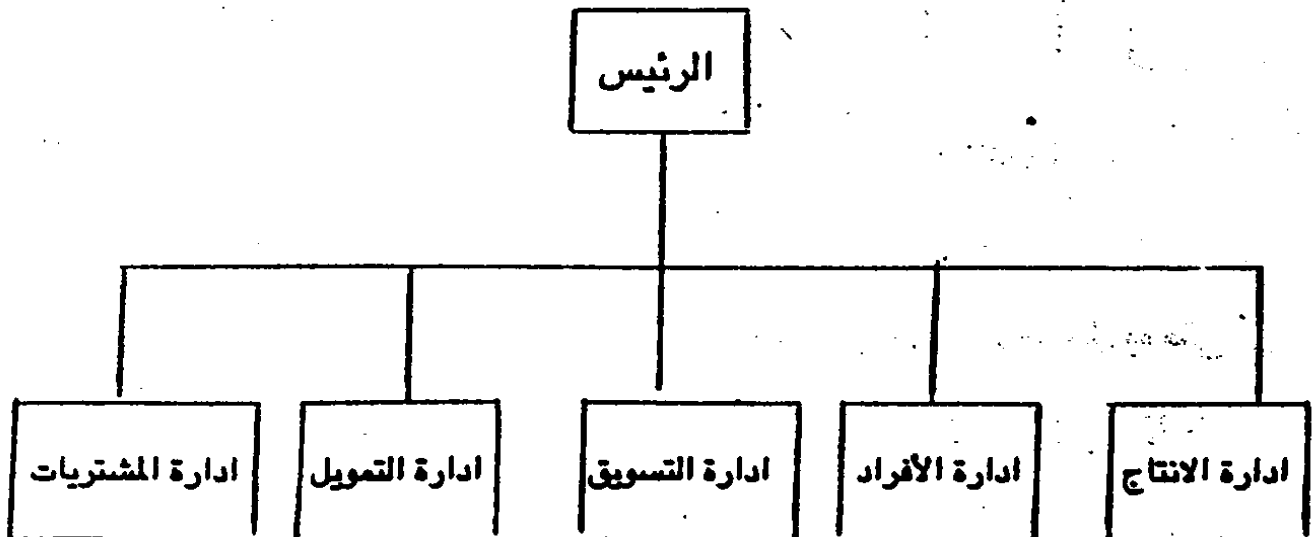 الرئيس
ادارة الانتاج
ادارة الأفراد
ادارة التسويق
ادارة التمويل
ادارة المشتريات